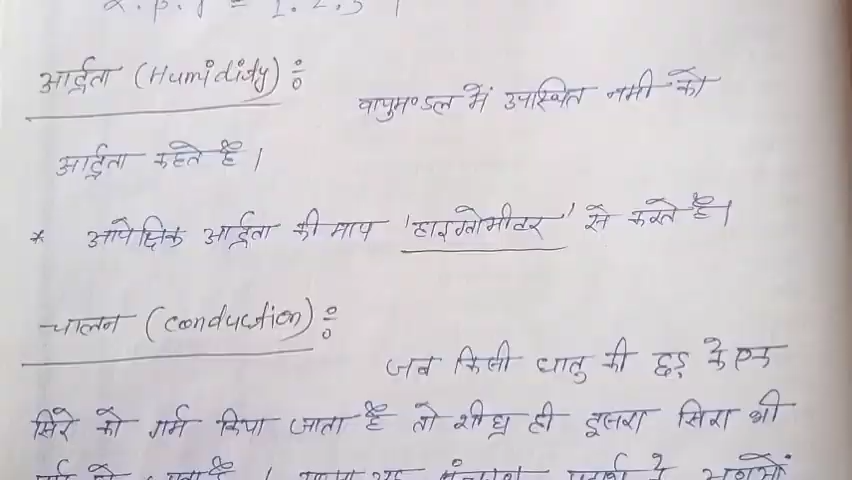 आर्द्रता (Humidity) :-
वायुमण्डल में उपस्थित नमी को
आर्द्रता कहते है।
* आपेक्षिक आर्द्रता की माप 'हाइग्रोमीटर' से करते है।
चालन (conduction) :-
जब किसी धातु की छड़ के एक
सिरे को गर्म किया जाता है तो शीघ्र ही दूसरा सिरा भी